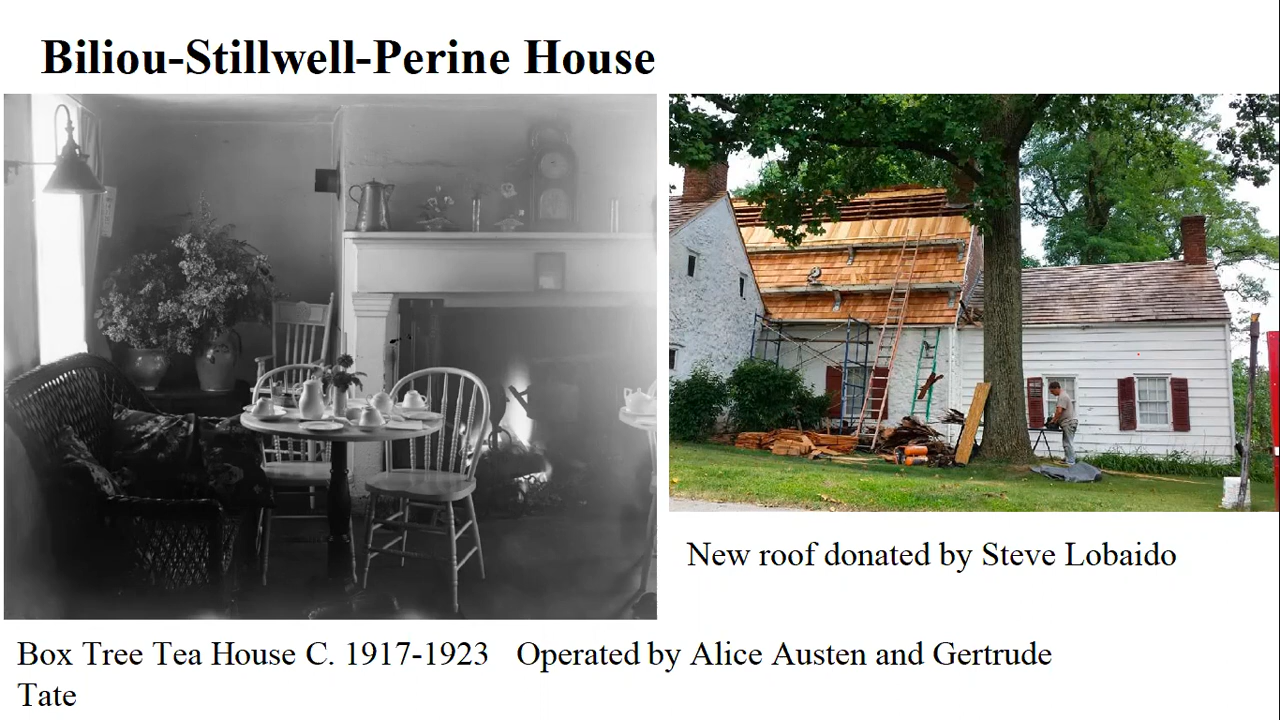 Biliou-Stillwell-Perine House
New roof donated by Steve Lobaido
Box Tree Tea House C. 1917-1923 Operated by Alice Austen and Gertrude
Tate